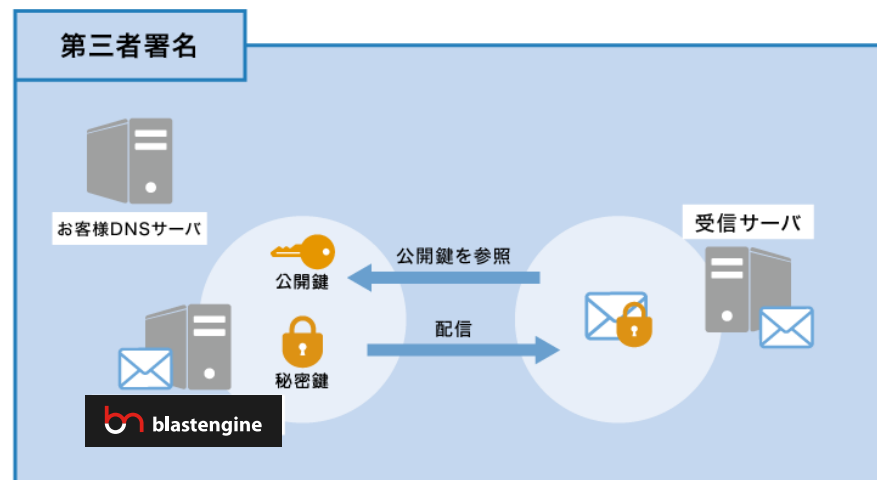 第三者署名
お客様DNSサーバ
受信サーバ
公開鍵を参照
公開鍵
配信
秘密鍵
bn blastengine